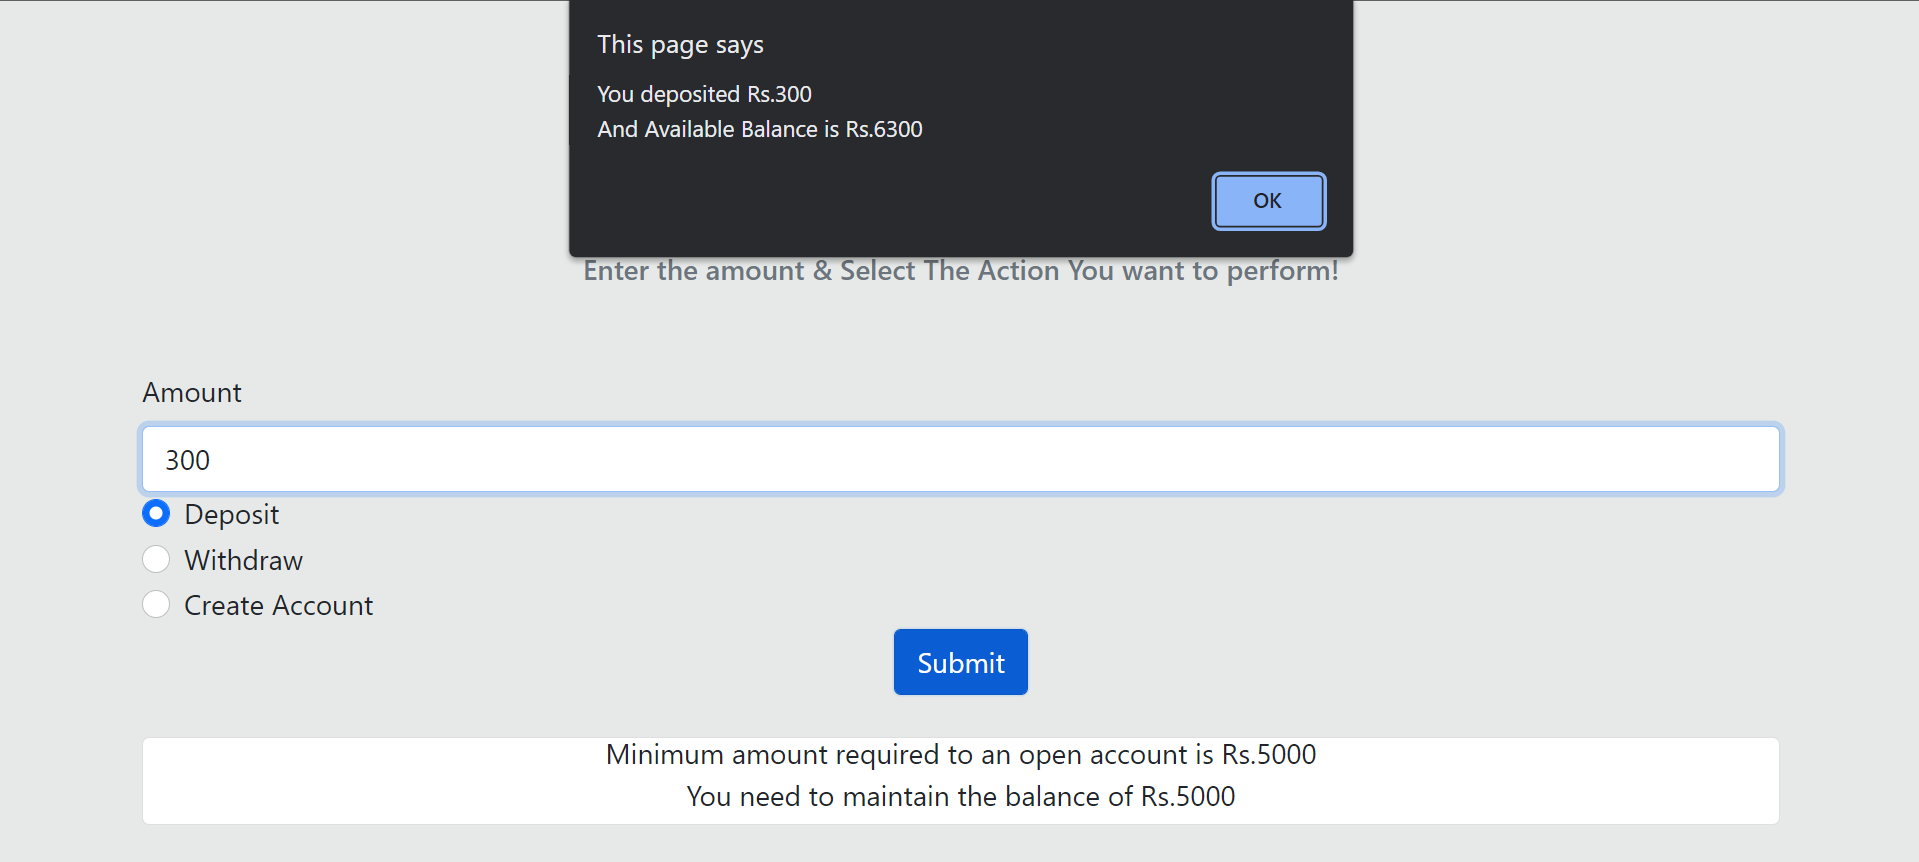 This page says
You deposited Rs.300
And Available Balance is Rs.6300
OK
Enter the amount & Select The Action You want to perform!
Amount
300
Deposit
Withdraw
Create Account
Submit
Minimum amount required to an open account is Rs.5000
You need to maintain the balance of Rs.5000